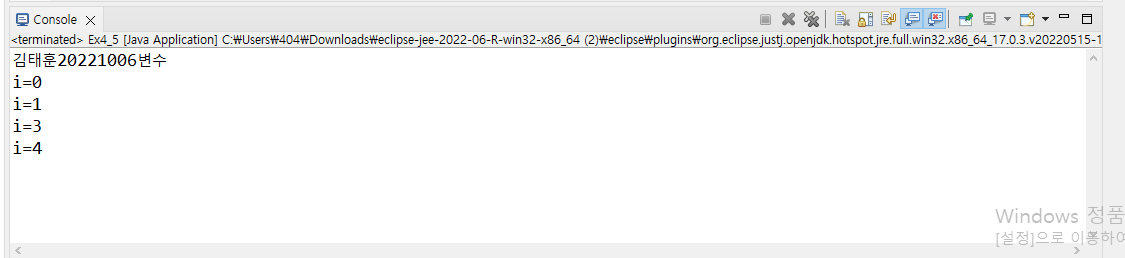 Console
<terminated> Ex4_5 [Java Application] C:₩Users₩404₩Downloads₩eclipse-jee-2022-06-R-win32-x86_64 (2)₩eclipse₩plugins₩org.eclipse.justj.openjdk.hotspot.jre.full.win32.x86_64_17.0.3.v20220515-1
김태훈20221006변수
i=0
i=1
i=3
i=4
Windows 정품
[설정]으로 이동하여